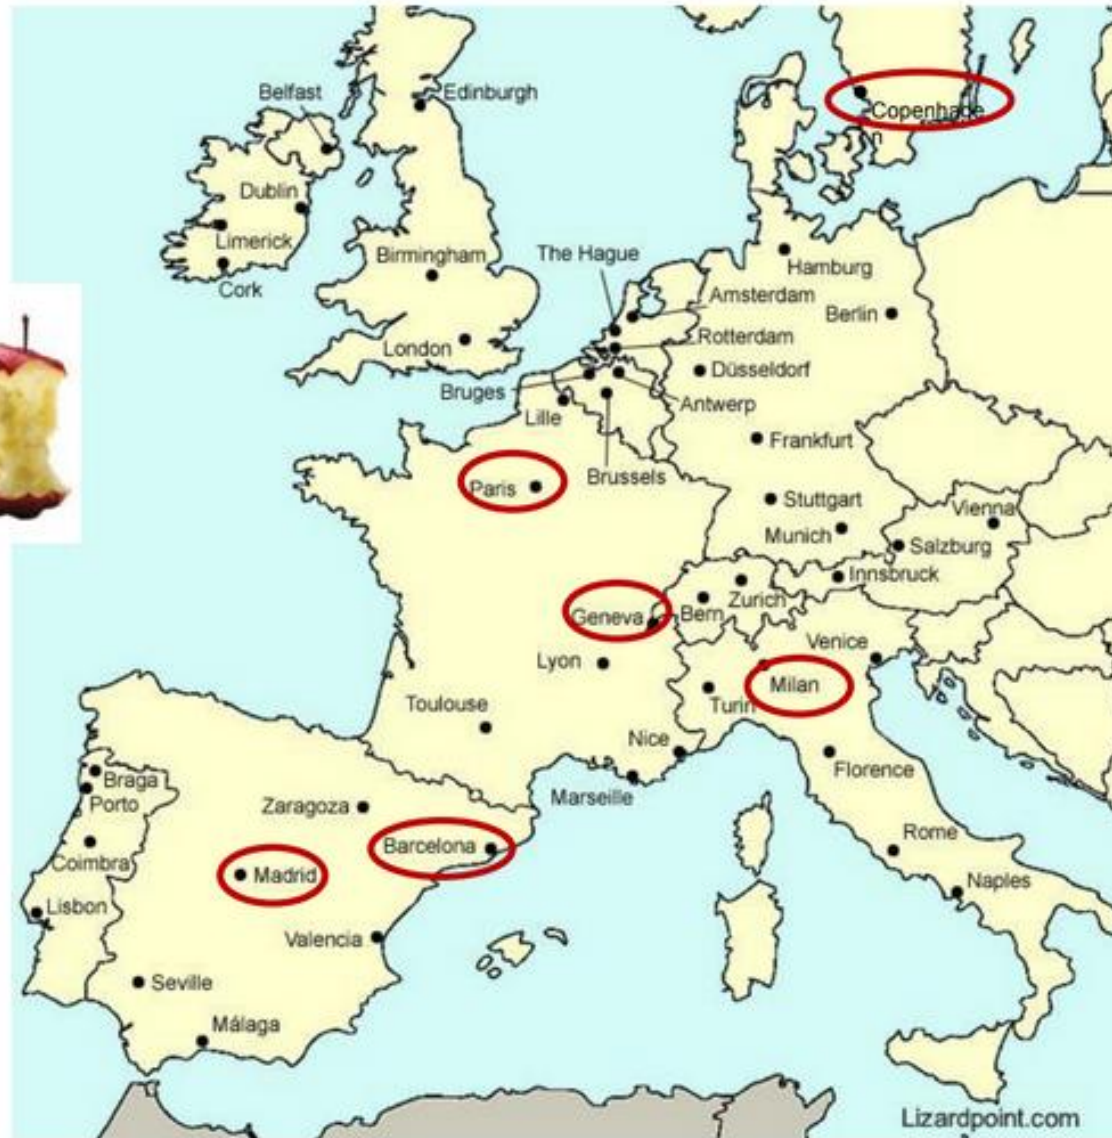 Belfast
Edinburgh
Copenhage
n
Dublin
Limerick
Birmingham
The Hague
Hamburg
Cork
Amsterdam
Berlin
London
Rotterdam
Bruges
Düsseldorf
Lille
Antwerp
Frankfurt
Paris
Brussels
Stuttgart
Vienna
Munich
Salzburg
Innsbruck
Geneva
Bern
Zurich
Lyon
Venice
Milan
Toulouse
Turin
Nice
Florence
Braga
Porto
Zaragoza
Marseille
Coimbra
Barcelona
Rome
Madrid
Naples
Lisbon
Valencia
Seville
Málaga
Lizardpoint.com